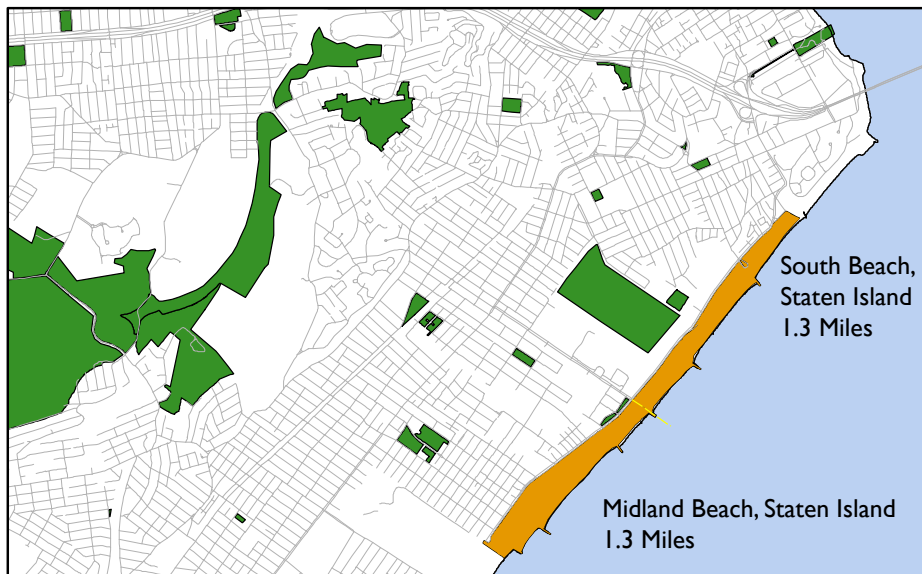 South Beach,
Staten Island
1.3 Miles
Midland Beach, Staten Island
1.3 Miles